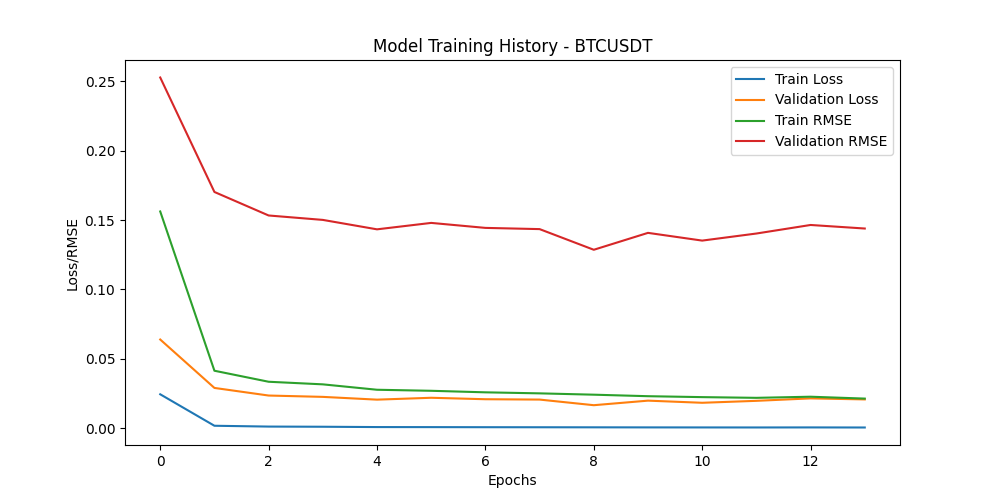 Model Training History - BTCUSDT
Train Loss
Validation Loss
Train RMSE
Validation RMSE
Loss/RMSE
0.25
0.20
0.15
0.10
0.05
0.00
0 2 4 6 8 10 12
Epochs